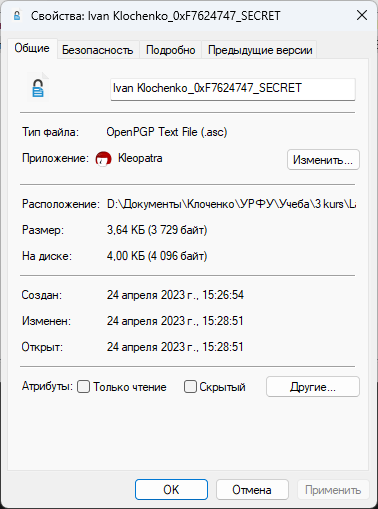 Свойства: Ivan Klochenko_0xF7624747_SECRET
Общие Безопасность Подробно Предыдущие версии
Ivan Klochenko_0xF7624747_SECRET
Тип файла: OpenPGP Text File (.asc)
Приложение: Kleopatra Изменить...
Расположение: D:\Документы\Клоченко\УРФУ\Учеба\3 kurs\La
Размер: 3,64 КБ (3 729 байт)
На диске: 4,00 КБ (4 096 байт)
Создан: 24 апреля 2023 г., 15:26:54
Изменен: 24 апреля 2023 г., 15:28:51
Открыт: 24 апреля 2023 г., 15:28:51
Атрибуты: Только чтение Скрытый Другие...
OK Отмена Применить